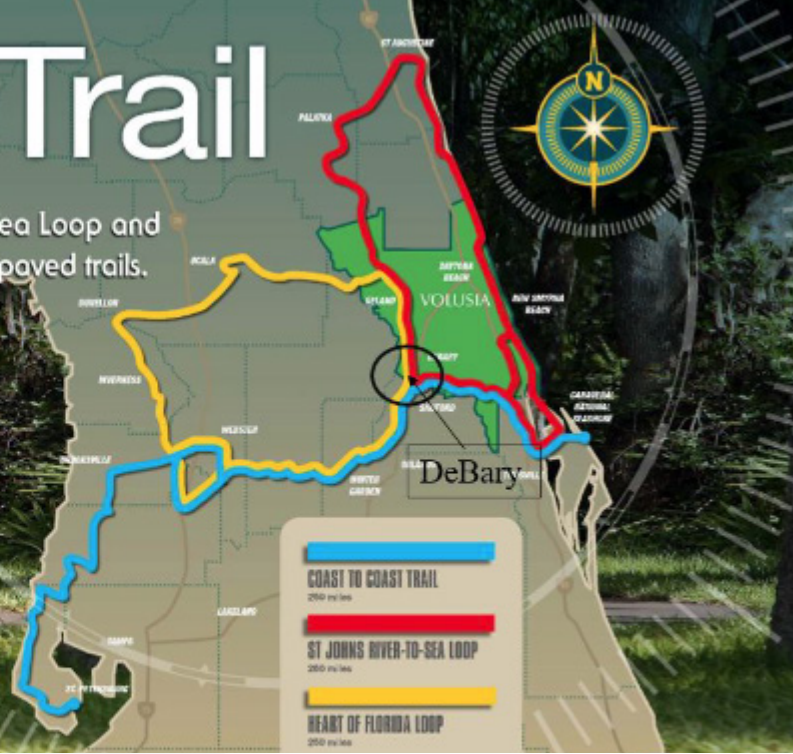 Trail
ST AUGUSTINE
N
PALATKA
ea Loop and
paved trails.
OCALA
DAYTONA
BEACH
DUNNELLON
DELAND
VOLUSIA
NEW SMYRNA
BEACH
DEBARY
INVERNESS
CANAVERAL
NATIONAL
SEASHORE
SANFORD
WEBSTER
BROOKSVILLE
DeBary
WINTER
GARDEN
COAST TO COAST TRAIL
250 miles
ST JOHNS RIVER-TO-SEA LOOP
260 miles
LAKELAND
TAMPA
ST. PETERSBURG
HEART OF FLORIDA LOOP
250 miles